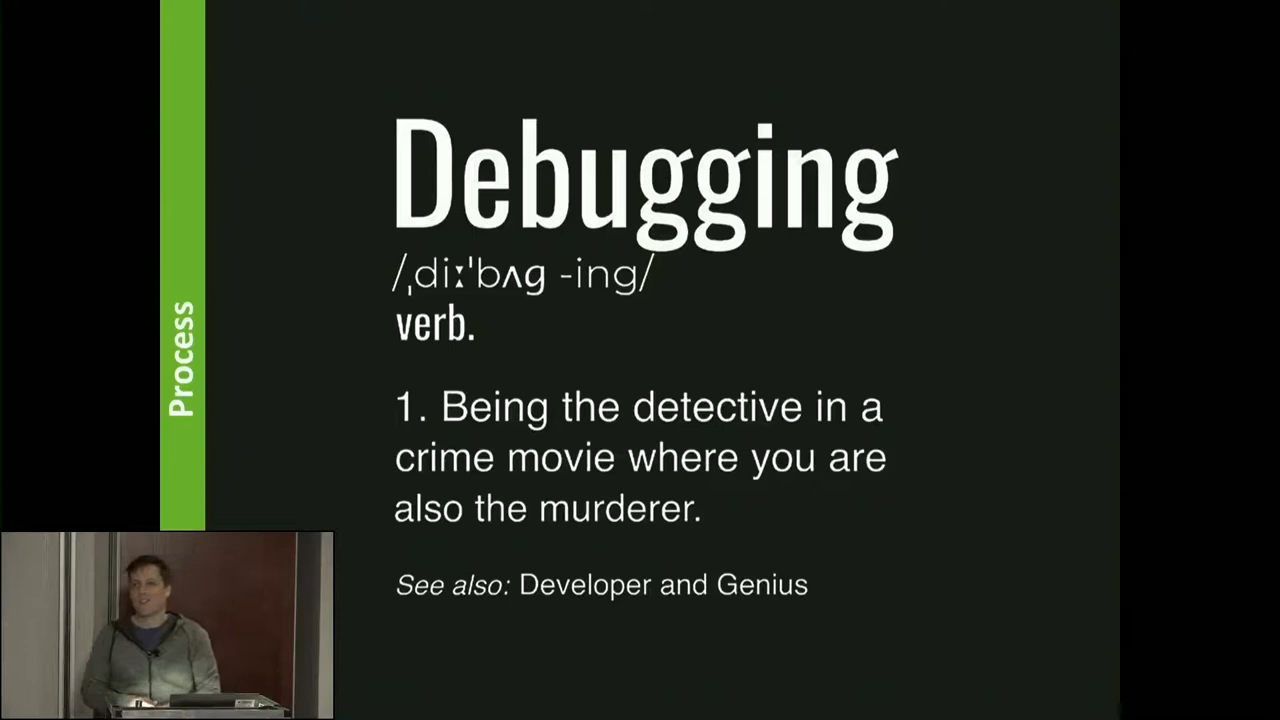 Process
Debugging
/ˌdiːˈbʌg -ing/
verb.
1. Being the detective in a
crime movie where you are
also the murderer.
See also: Developer and Genius